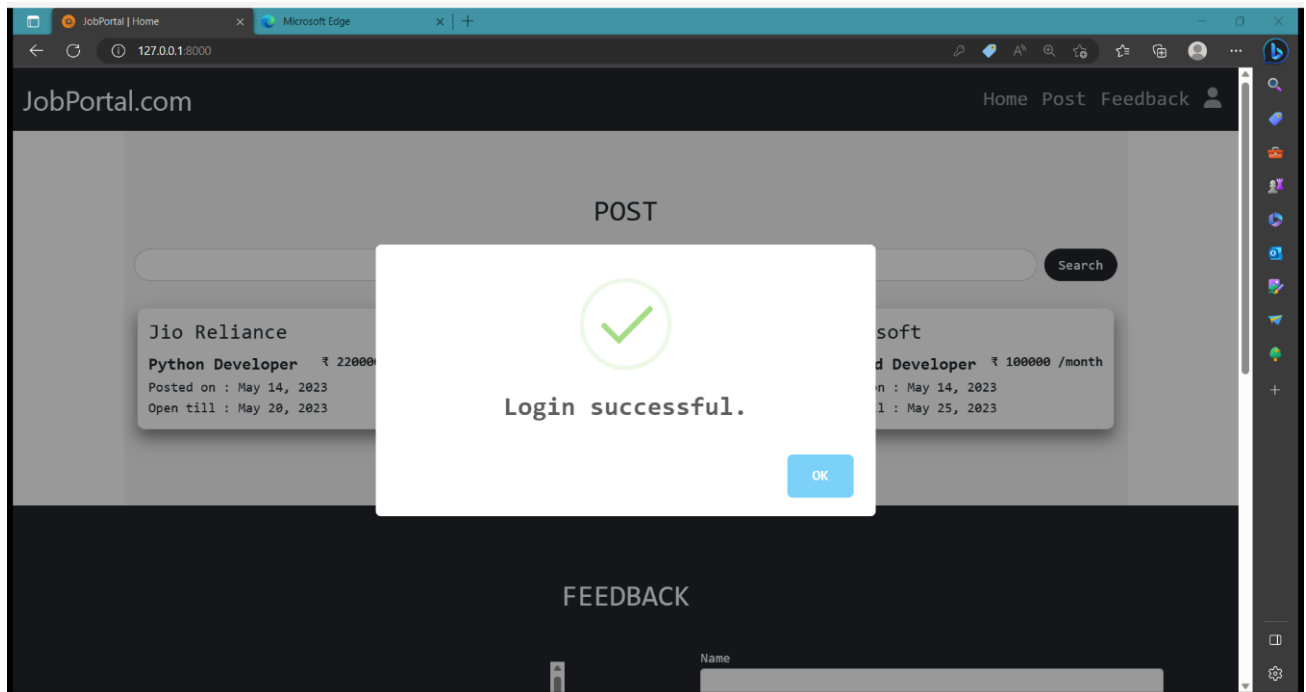 JobPortal | Home
Microsoft Edge
127.0.0.1:8000
JobPortal.com
Home Post Feedback
POST
Search
Jio Reliance
Python Developer ₹ 220000
Posted on : May 14, 2023
Open till : May 20, 2023
soft
d Developer ₹ 100000 /month
n : May 14, 2023
l : May 25, 2023
Login successful.
OK
FEEDBACK
Name